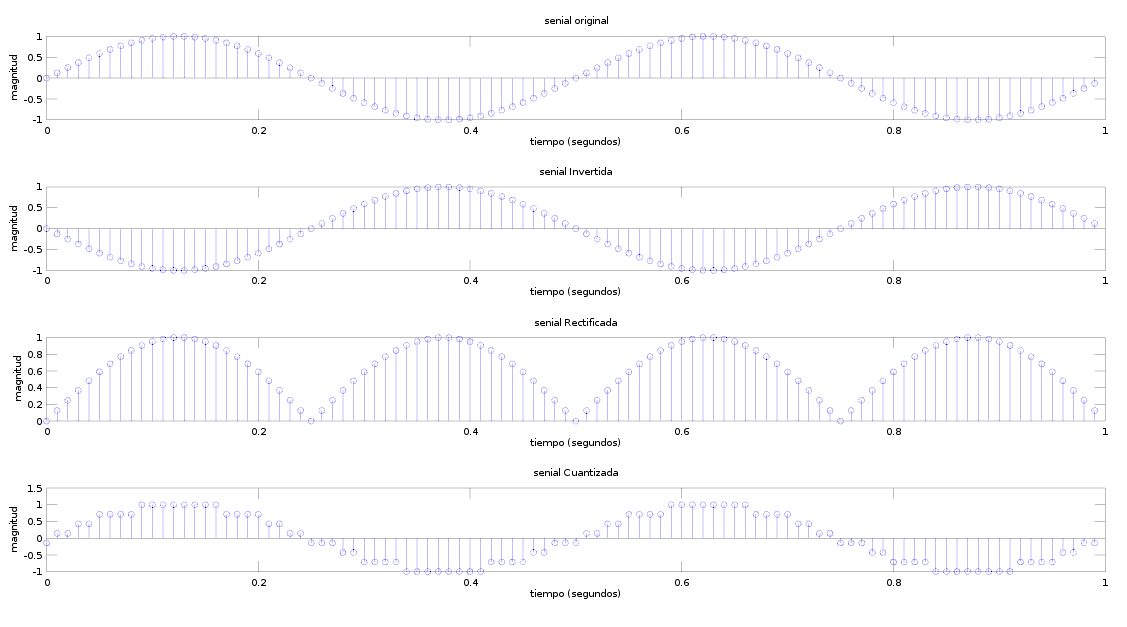 senial original
1
0.5
0
-0.5
-1
magnitud
0 0.2 0.4 0.6 0.8 1
tiempo (segundos)
senial Invertida
1
0.5
0
-0.5
-1
magnitud
0 0.2 0.4 0.6 0.8 1
tiempo (segundos)
senial Rectificada
1
0.8
0.6
0.4
0.2
0
magnitud
0 0.2 0.4 0.6 0.8 1
tiempo (segundos)
senial Cuantizada
1.5
1
0.5
0
-0.5
-1
magnitud
0 0.2 0.4 0.6 0.8 1
tiempo (segundos)